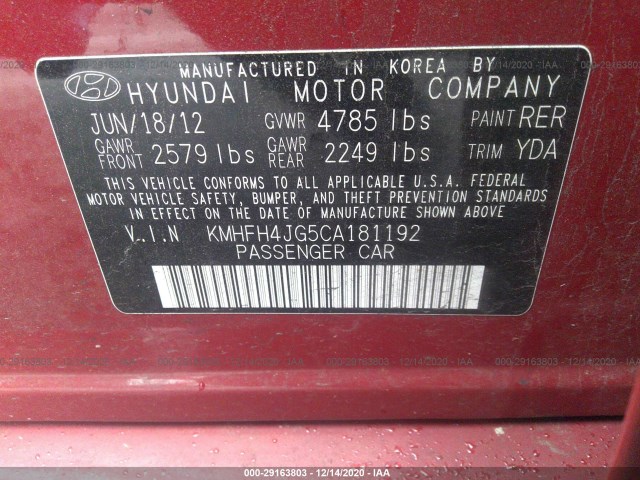 MANUFACTURED IN KOREA BY
HYUNDAI MOTOR COMPANY
JUN/18/12 GVWR 4785 lbs PAINT RER
GAWR FRONT 2579 lbs GAWR REAR 2249 lbs TRIM YDA
THIS VEHICLE CONFORMS TO ALL APPLICABLE U.S.A. FEDERAL
MOTOR VEHICLE SAFETY, BUMPER, AND THEFT PREVENTION STANDARDS
IN EFFECT ON THE DATE OF MANUFACTURE SHOWN ABOVE.
V.I.N KMHFH4JG5CA181192
PASSENGER CAR
000-29163803 - 12/14/2020 - IAA